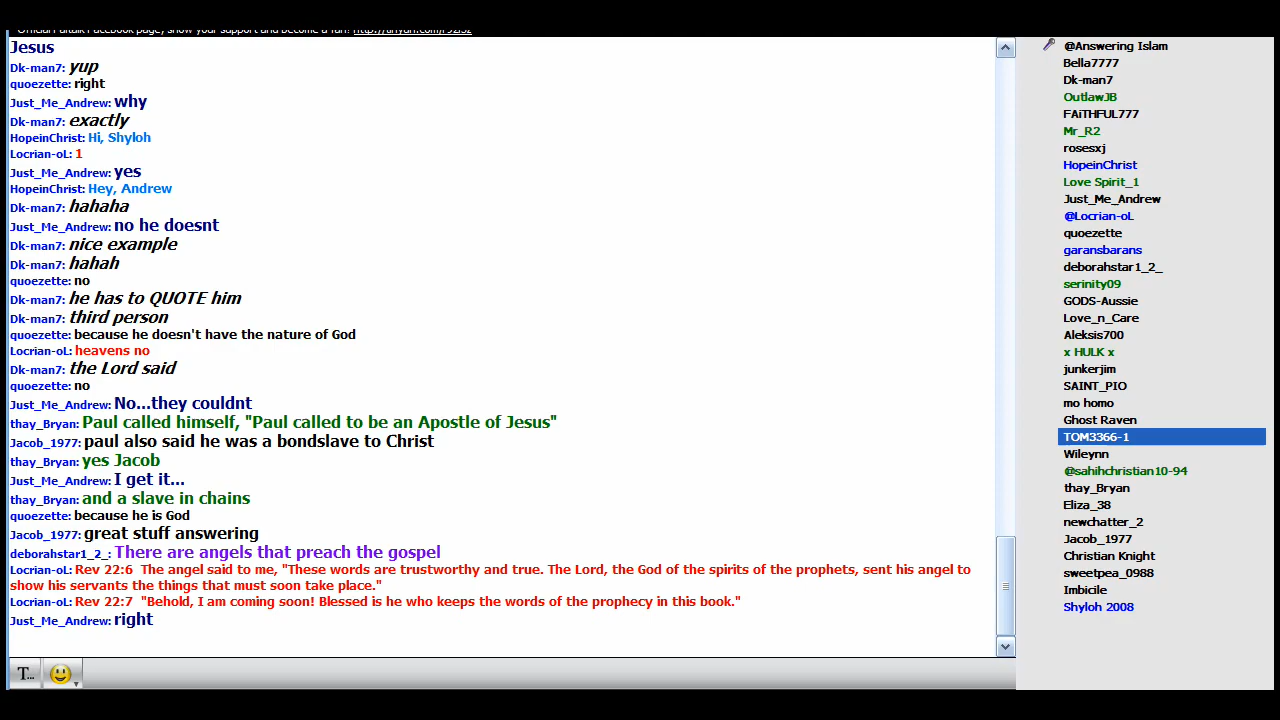 Official Paltalk Facebook page, show your support and become a fan!
Jesus
Dk-man7: yup
quoezette: right
Just_Me_Andrew: why
Dk-man7: exactly
HopeinChrist: Hi, Shyloh
Locrian-oL: 1
Just_Me_Andrew: yes
HopeinChrist: Hey, Andrew
Dk-man7: hahaha
Just_Me_Andrew: no he doesnt
Dk-man7: nice example
Dk-man7: hahah
quoezette: no
Dk-man7: he has to QUOTE him
Dk-man7: third person
quoezette: because he doesn't have the nature of God
Locrian-oL: heavens no
Dk-man7: the Lord said
quoezette: no
Just_Me_Andrew: No...they couldnt
thay_Bryan: Paul called himself, "Paul called to be an Apostle of Jesus"
Jacob_1977: paul also said he was a bondslave to Christ
thay_Bryan: yes Jacob
Just_Me_Andrew: I get it...
thay_Bryan: and a slave in chains
quoezette: because he is God
Jacob_1977: great stuff answering
deborahstar1_2_: There are angels that preach the gospel
Locrian-oL: Rev 22:6  The angel said to me, "These words are trustworthy and true. The Lord, the God of the spirits of the prophets, sent his angel to
show his servants the things that must soon take place."
Locrian-oL: Rev 22:7  "Behold, I am coming soon! Blessed is he who keeps the words of the prophecy in this book."
Just_Me_Andrew: right
T...
@Answering Islam
Bella7777
Dk-man7
OutlawJB
FAiTHFUL777
Mr_R2
rosesxj
HopeinChrist
Love Spirit_1
Just_Me_Andrew
@Locrian-oL
quoezette
garansbarans
deborahstar1_2_
serinity09
GODS-Aussie
Love_n_Care
Aleksis700
x HULK x
junkerjim
SAINT_PIO
mo homo
Ghost Raven
TOM3366-1
Wileynn
@sahihchristian10-94
thay_Bryan
Eliza_38
newchatter_2
Jacob_1977
Christian Knight
sweetpea_0988
Imbicile
Shyloh 2008